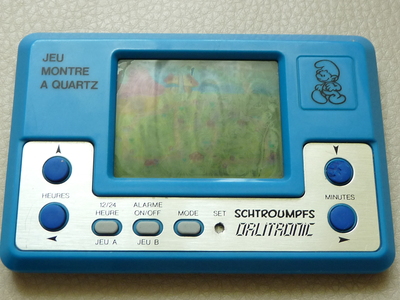 JEU
MONTRE
A QUARTZ
HEURES
12/24
HEURE
JEU A
ALARME
ON/OFF
JEU B
MODE
SET
SCHTROUMPFS
ORLITRONIC
MINUTES